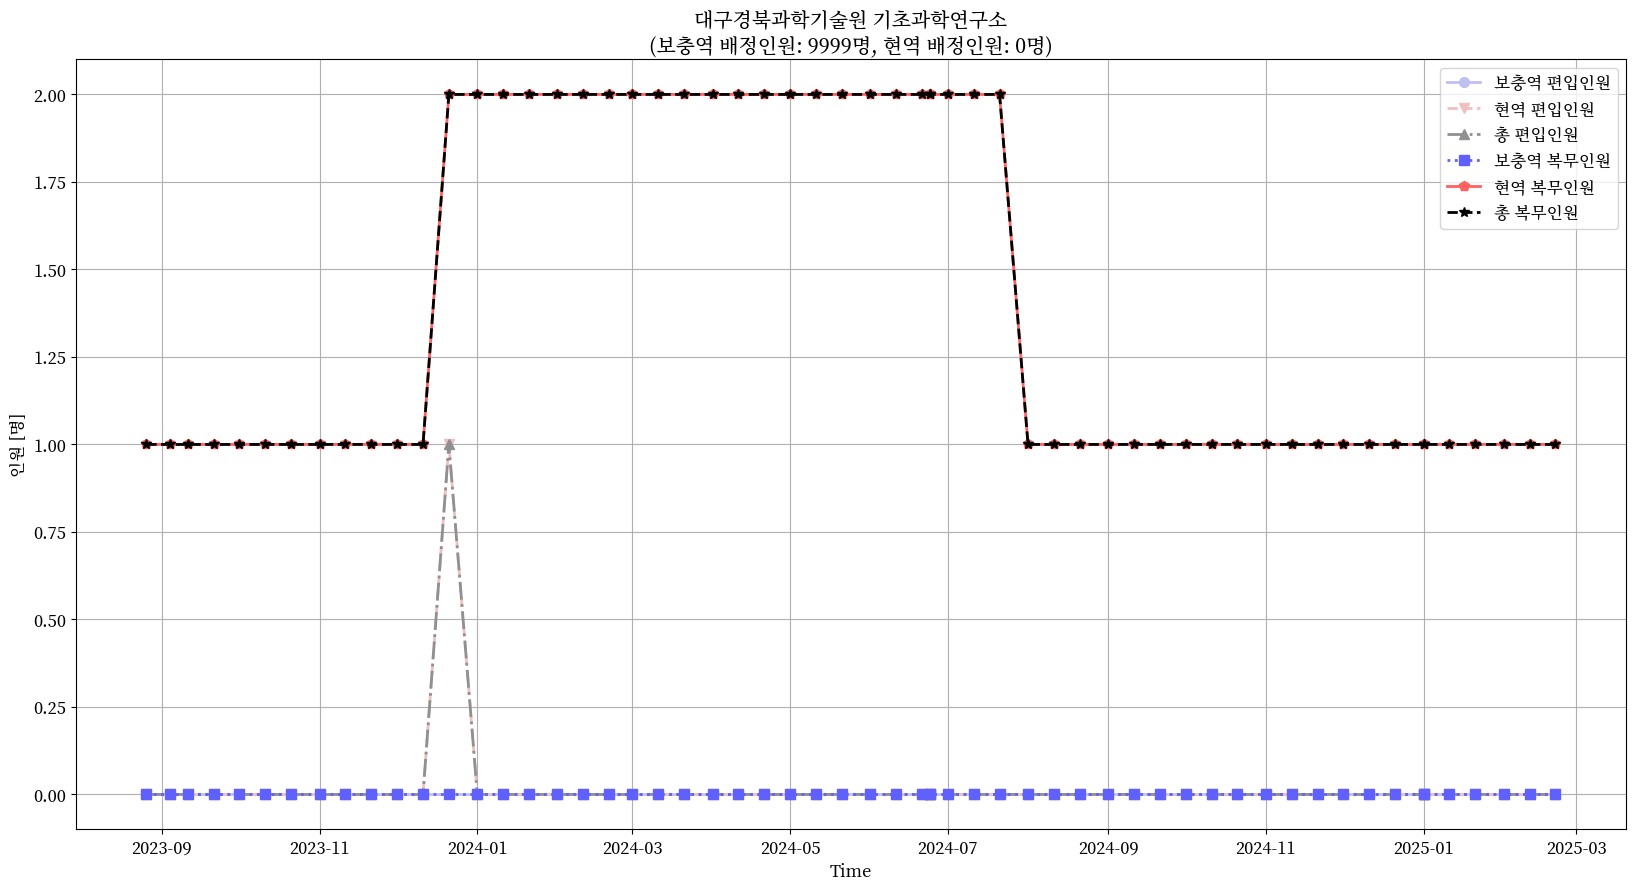 대구경북과학기술원 기초과학연구소
(보충역 배정인원: 9999명, 현역 배정인원: 0명)
보충역 편입인원
현역 편입인원
총 편입인원
보충역 복무인원
현역 복무인원
총 복무인원
2.00
1.75
1.50
1.25
1.00
0.75
0.50
0.25
0.00
인원 [명]
2023-09
2023-11
2024-01
2024-03
2024-05
2024-07
2024-09
2024-11
2025-01
2025-03
Time